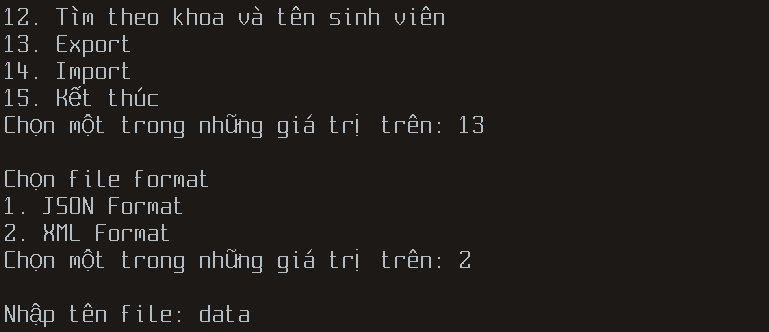 12. Tìm theo khoa và tên sinh viên
13. Export
14. Import
15. Kết thúc
Chọn một trong những giá trị trên: 13
Chọn file format
1. JSON Format
2. XML Format
Chọn một trong những giá trị trên: 2
Nhập tên file: data